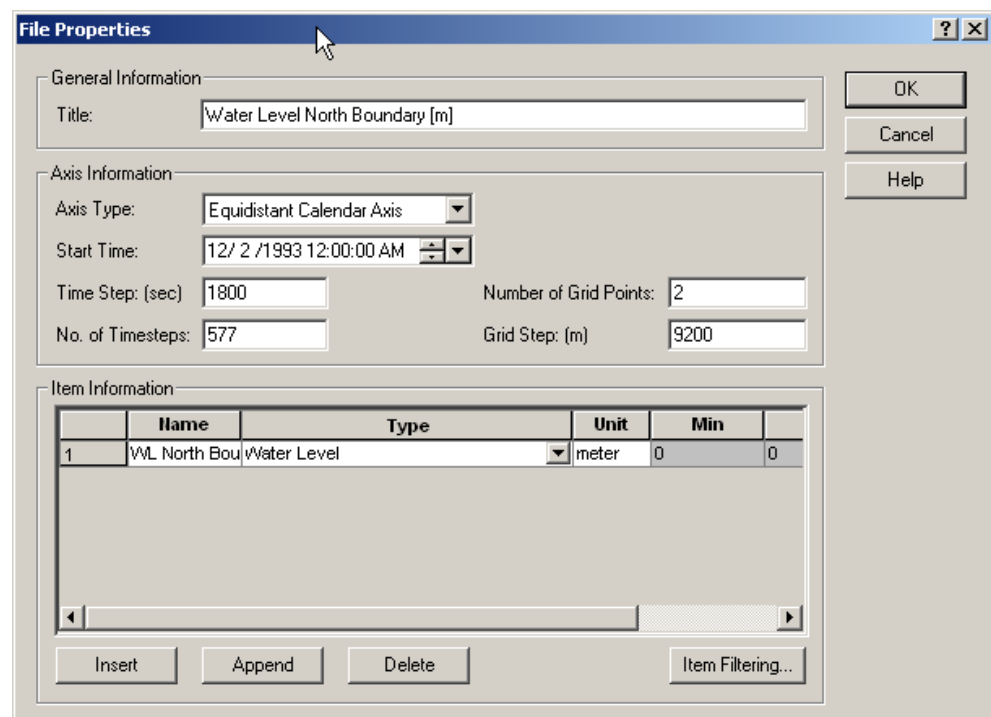 File Properties
General Information
Title: Water Level North Boundary [m]
OK
Cancel
Help
Axis Information
Axis Type: Equidistant Calendar Axis
Start Time: 12/ 2 /1993 12:00:00 AM
Time Step: (sec) 1800 Number of Grid Points: 2
No. of Timesteps: 577 Grid Step: (m) 9200
Item Information
Name Type Unit Min
1 WL North Bou Water Level meter 0 0
Insert Append Delete Item Filtering...